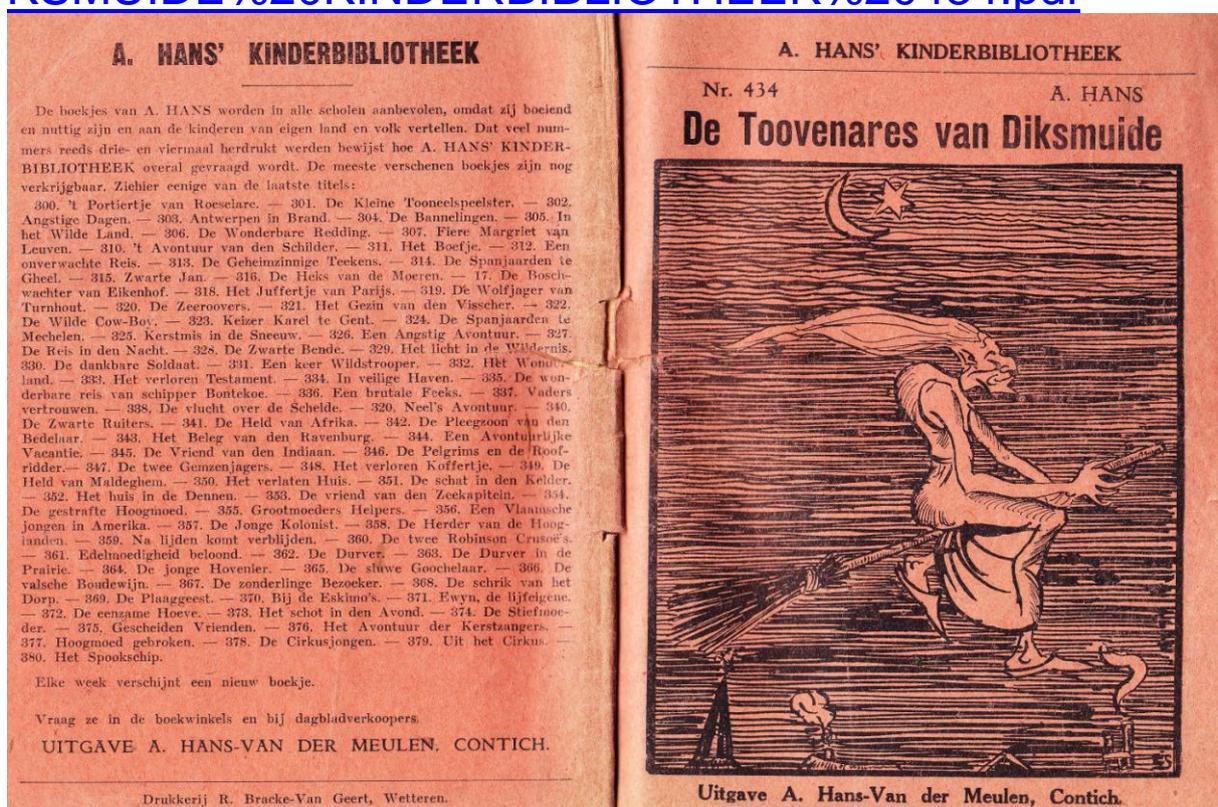 KSMUIDE%20KINDERBIBLIOTHEEK%20434.pdf
A. HANS' KINDERBIBLIOTHEEK
De boekjes van A. HANS worden in alle scholen aanbevolen, omdat zij boeiend
en nuttig zijn en aan de kinderen van eigen land en volk vertellen. Dat veel num-
mers reeds drie- en viermaal herdrukt werden bewijst hoe A. HANS' KINDER-
BIBLIOTHEEK overal gevraagd wordt. De meeste verschenen boekjes zijn nog
verkrijgbaar. Ziehier eenige van de laatste titels:
300. 't Portiertje van Roeselare. — 301. De Kleine Tooneelspeelster. — 302.
Angstige Dagen. — 303. Antwerpen in Brand. — 304. De Bannelingen. — 305. In
het Wilde Land. — 306. De Wonderbare Redding. — 307. Fiere Margriet van
Leuven. — 310. 't Avontuur van den Schilder. — 311. Het Boefje. — 312. Een
onverwachte Reis. — 313. De Geheimzinnige Teekens. — 314. De Spanjaarden te
Gheel. — 315. Zwarte Jan. — 316. De Heks van de Moeren. — 17. De Bosch-
wachter van Eikenhof. — 318. Het Juffertje van Parijs. — 319. De Wolfjager van
Turnhout. — 320. De Zeeroovers. 321. Het Gezin van den Visscher. — 322.
De Wilde Cow-Boy. — 323. Keizer Karel te Gent. — 324. De Spanjaarden te
Mechelen. — 325. Kerstmis in de Sneeuw. — 326. Een Angstig Avontuur. — 327.
De Reis in den Nacht. — 328. De Zwarte Bende. — 329. Het licht in de Wildernis.
330. De dankbare Soldaat. — 331. Een keer Wildstrooper. — 332. Het Wonder-
land. — 333. Het verloren Testament. — 334. In veilige Haven. — 335. De won-
derbare reis van schipper Bontekoe. — 336. Een brutale Feeks. — 337. Vaders
vertrouwen. — 338. De vlucht over de Schelde. — 320. Neel's Avontuur. — 340.
De Zwarte Ruiters. — 341. De Held van Afrika. — 342. De Pleegzoon van den
Bedelaar. — 343. Het Beleg van den Ravenburg. — 344. Een Avontuurlijke
Vacantie. — 345. De Vriend van den Indiaan. — 346. De Pelgrims en de Roof-
ridder.— 347. De twee Gemzenjagers. — 348. Het verloren Koffertje. — 349. De
Held van Maldeghem. — 350. Het verlaten Huis. — 351. De schat in den Kelder.
— 352. Het huis in de Dennen. — 353. De vriend van den Zeekapitein. — 354.
De gestrafte Hoogmoed. — 355. Grootmoeders Helpers. — 356. Een Vlaamsche
jongen in Amerika. — 357. De Jonge Kolonist. — 358. De Herder van de Hoog-
landen. — 359. Na lijden komt verblijden. — 360. De twee Robinson Crusoë's.
— 361. Edelmoedigheid beloond. — 362. De Durver. — 363. De Durver in de
Prairie. — 364. De jonge Hovenier. — 365. De sluwe Goochelaar. — 366. De
valsche Boudewijn. — 367. De zonderlinge Bezoeker. — 368. De schrik van het
Dorp. — 369. De Plaaggeest. — 370. Bij de Eskimo's. — 371. Ewyn, de lijfeigene.
— 372. De eenzame Hoeve. — 373. Het schot in den Avond. — 374. De Stiefmoe-
der. — 375. Gescheiden Vrienden. — 376. Het Avontuur der Kerstzangers. —
377. Hoogmoed gebroken. — 378. De Cirkusjongen. — 379. Uit het Cirkus. —
380. Het Spookschip.
Elke week verschijnt een nieuw boekje.
Vraag ze in de boekwinkels en bij dagbladverkoopers.
UITGAVE A. HANS-VAN DER MEULEN, CONTICH.
Drukkerij R. Bracke-Van Geert, Wetteren.
A. HANS' KINDERBIBLIOTHEEK
Nr. 434 A. HANS
De Toovenares van Diksmuide
ES
Uitgave A. Hans-Van der Meulen, Contich.